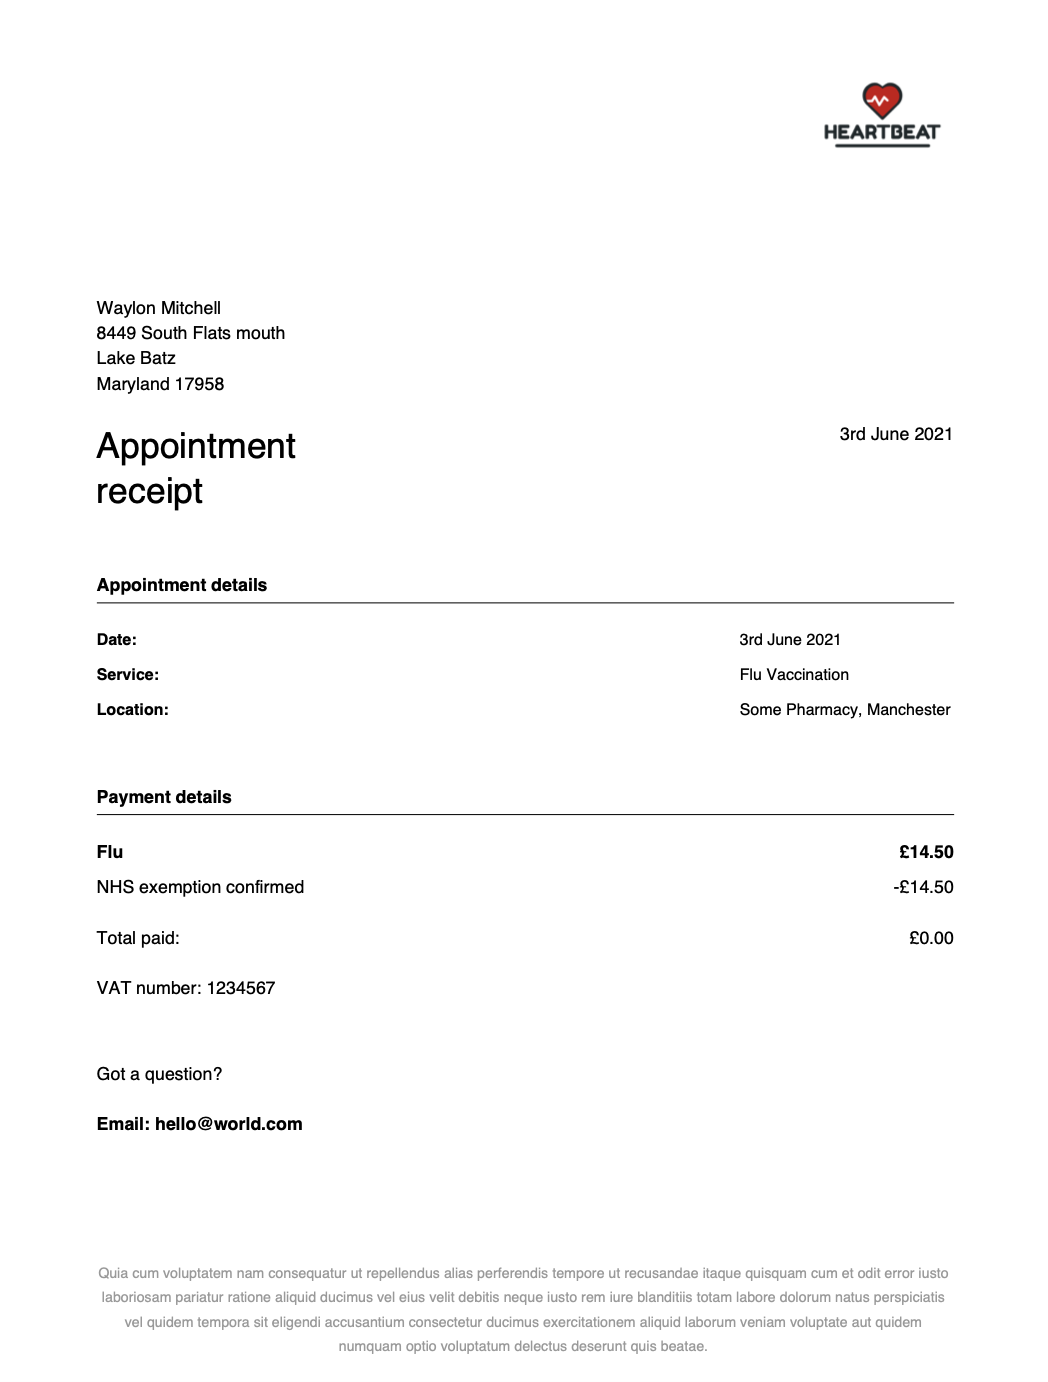 HEARTBEAT
Waylon Mitchell
8449 South Flats mouth
Lake Batz
Maryland 17958
Appointment
receipt
3rd June 2021
Appointment details
Date: 3rd June 2021
Service: Flu Vaccination
Location: Some Pharmacy, Manchester
Payment details
Flu £14.50
NHS exemption confirmed -£14.50
Total paid: £0.00
VAT number: 1234567
Got a question?
Email: hello@world.com
Quia cum voluptatem nam consequatur ut repellendus alias perferendis tempore ut recusandae itaque quisquam cum et odit error iusto
laboriosam pariatur ratione aliquid ducimus vel eius velit debitis neque iusto rem iure blanditiis totam labore dolorum natus perspiciatis
vel quidem tempora sit eligendi accusantium consectetur ducimus exercitationem aliquid laborum veniam voluptate aut quidem
numquam optio voluptatum delectus deserunt quis beatae.